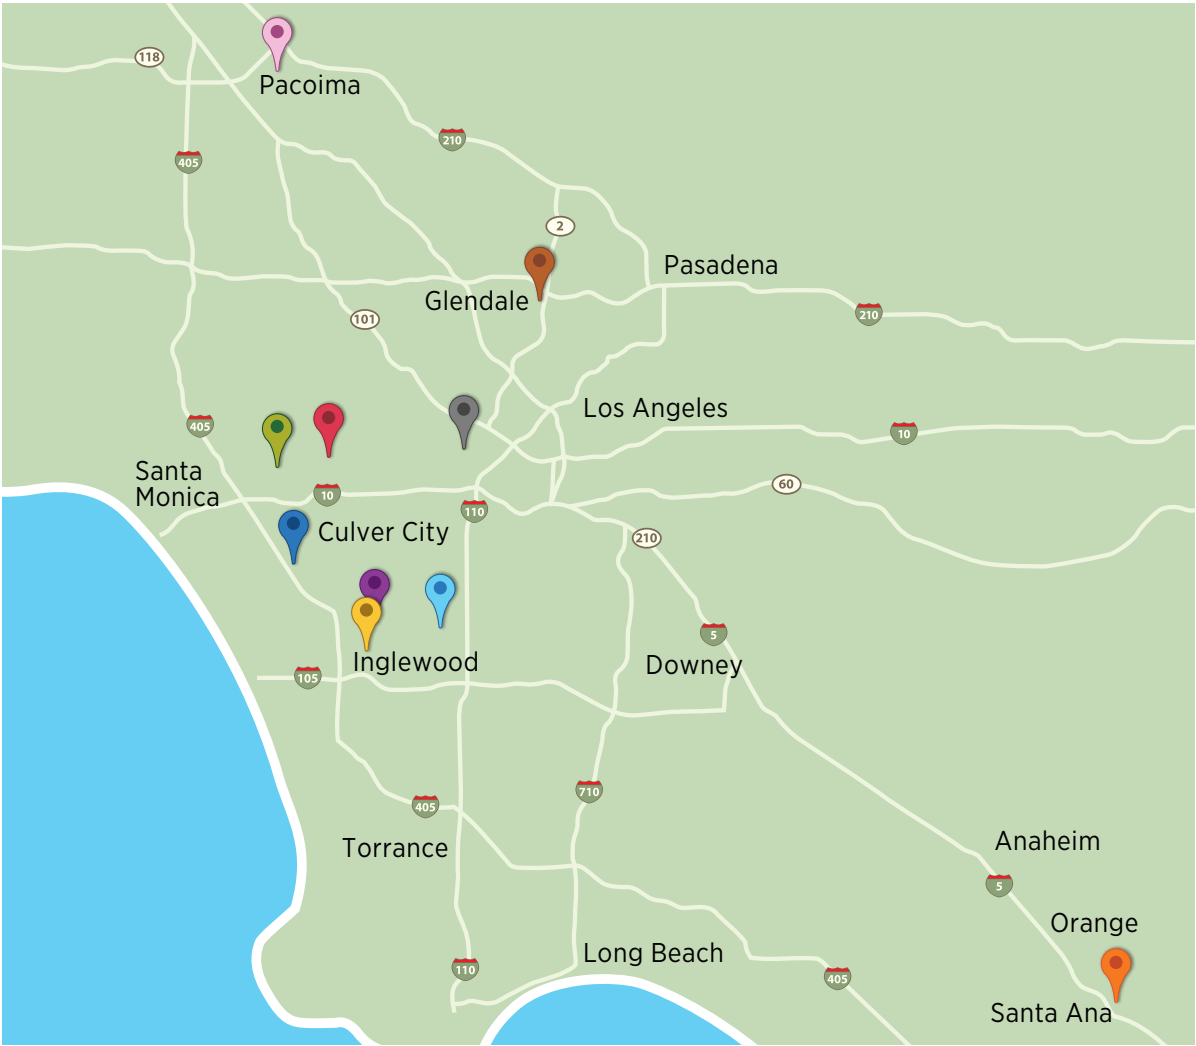 118
Pacoima
210
405
2
Pasadena
Glendale
210
101
Los Angeles
405
10
Santa
Monica
10
60
110
Culver City
210
5
Inglewood
Downey
105
710
405
Torrance
Anaheim
5
Orange
Long Beach
110
405
Santa Ana